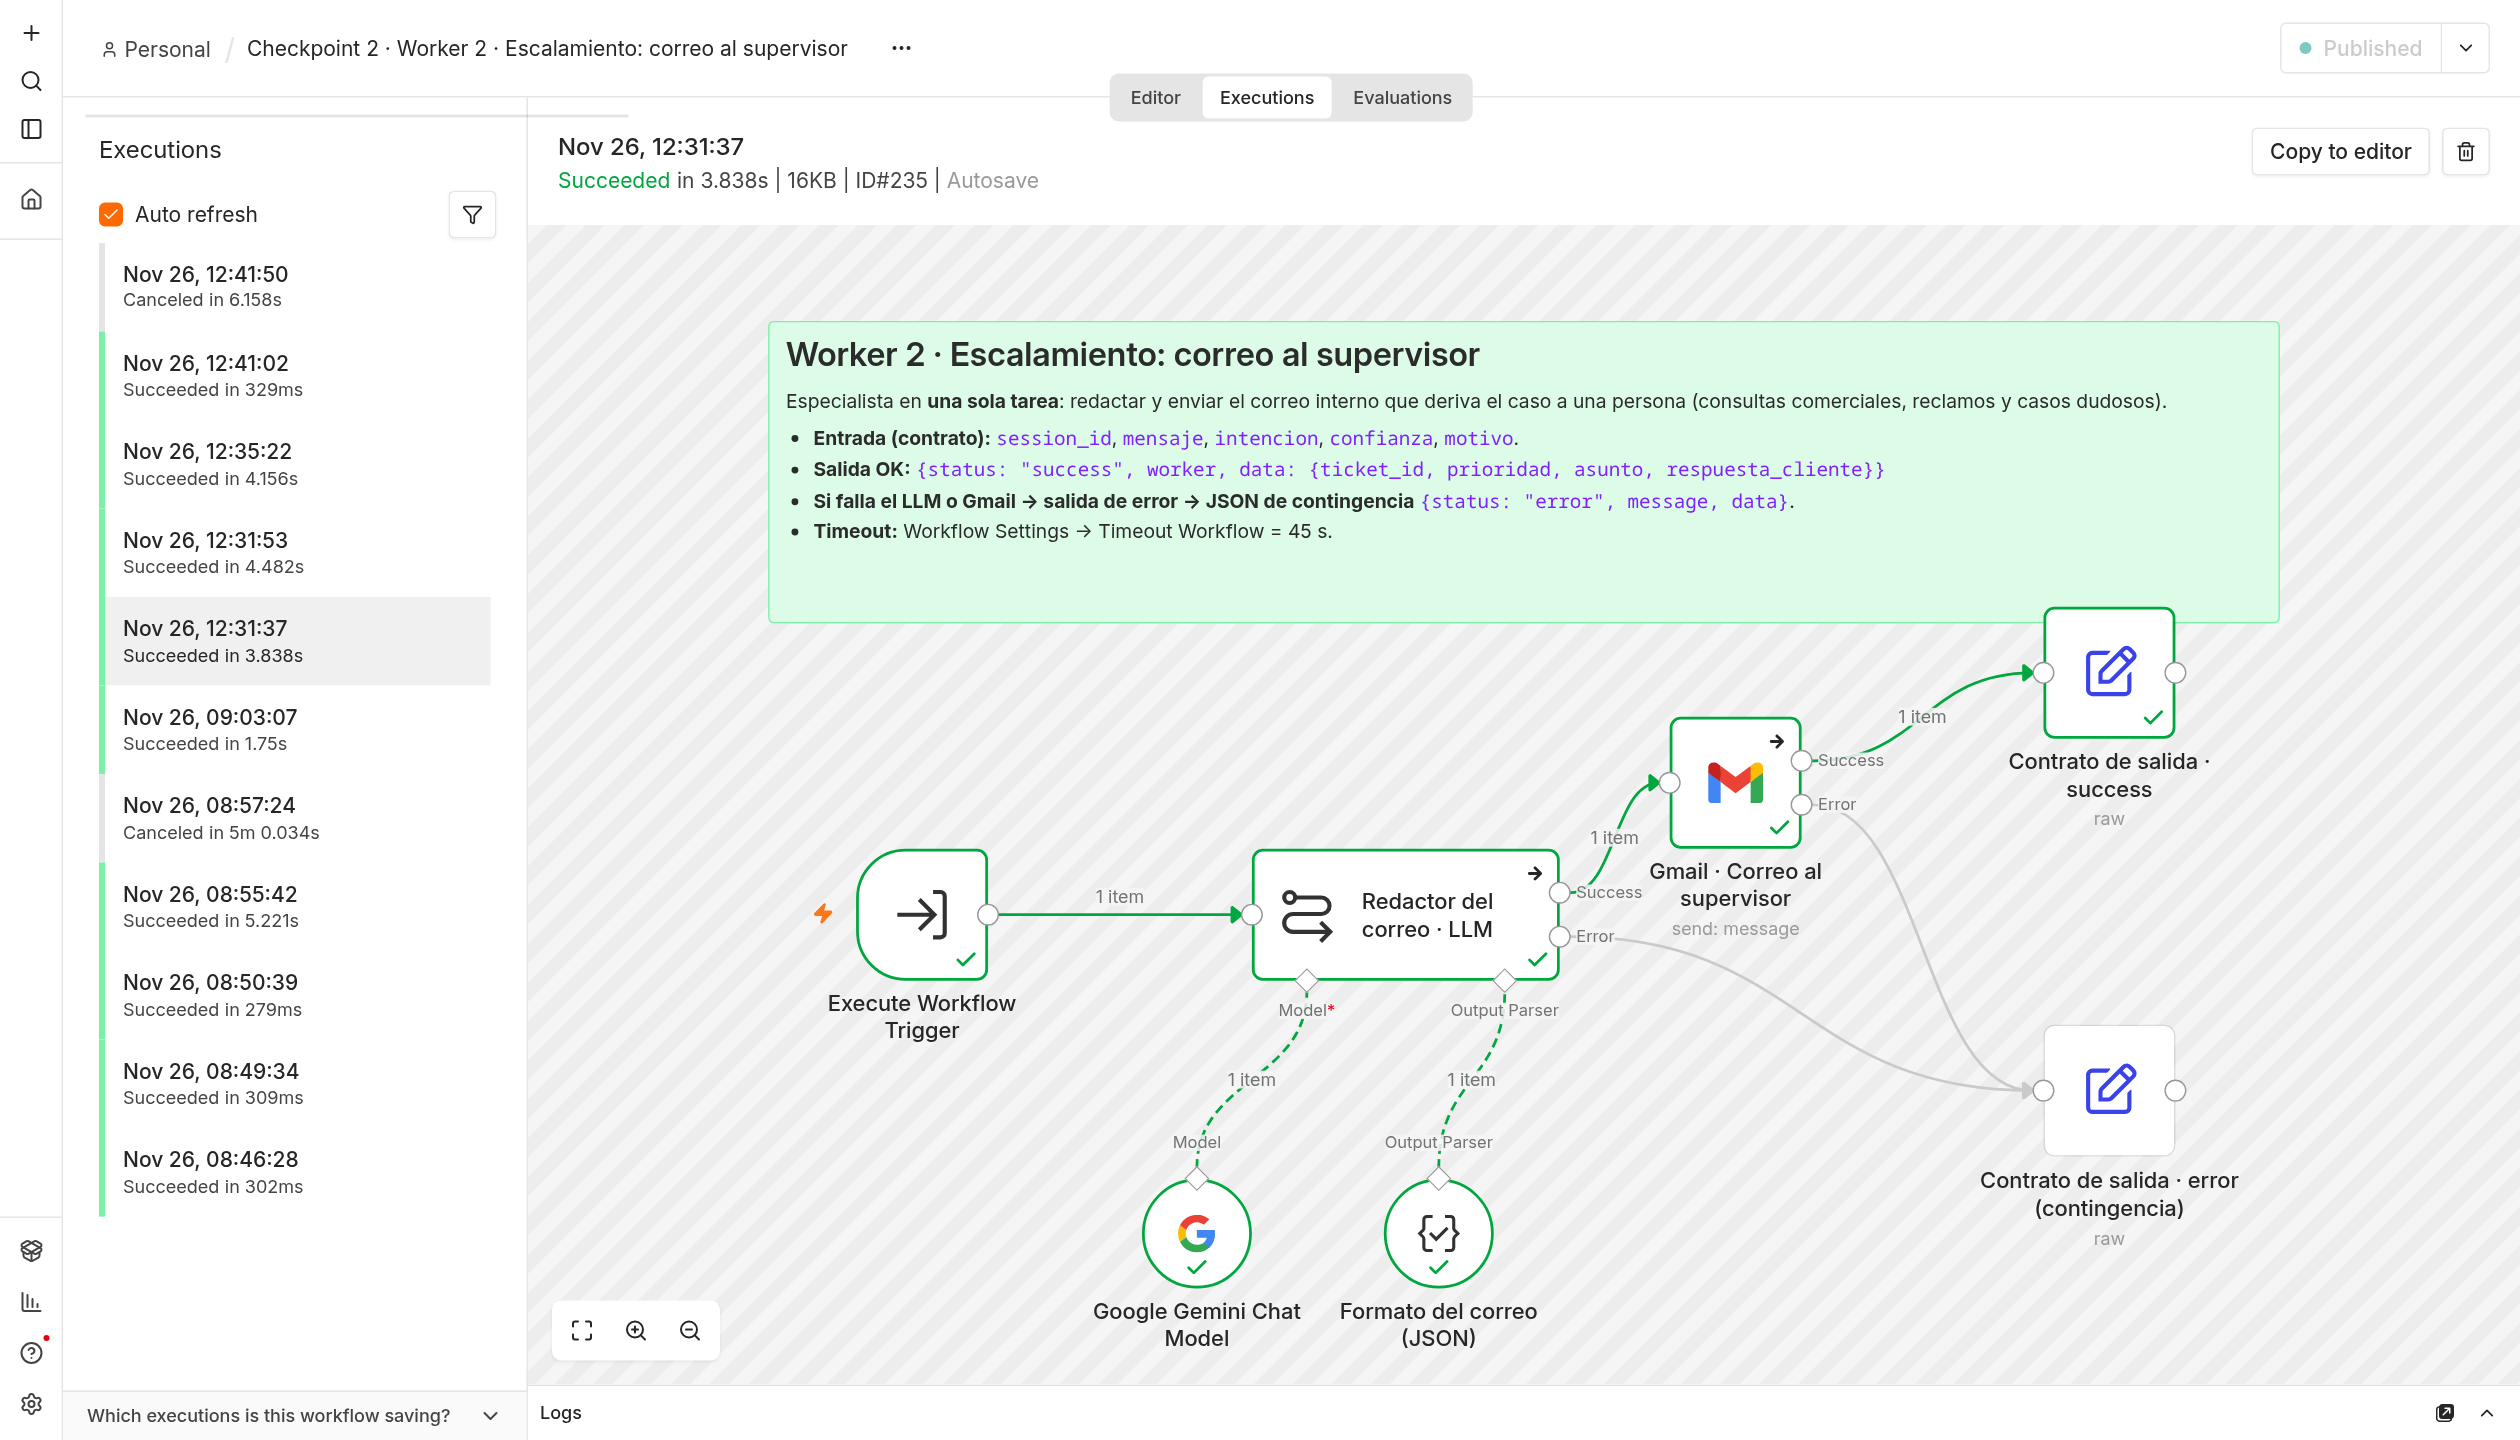 Personal / Checkpoint 2 · Worker 2 · Escalamiento: correo al supervisor ···
Published
Editor Executions Evaluations
Executions
Auto refresh
Nov 26, 12:41:50
Canceled in 6.158s
Nov 26, 12:41:02
Succeeded in 329ms
Nov 26, 12:35:22
Succeeded in 4.156s
Nov 26, 12:31:53
Succeeded in 4.482s
Nov 26, 12:31:37
Succeeded in 3.838s
Nov 26, 09:03:07
Succeeded in 1.75s
Nov 26, 08:57:24
Canceled in 5m 0.034s
Nov 26, 08:55:42
Succeeded in 5.221s
Nov 26, 08:50:39
Succeeded in 279ms
Nov 26, 08:49:34
Succeeded in 309ms
Nov 26, 08:46:28
Succeeded in 302ms
Which executions is this workflow saving?
Nov 26, 12:31:37
Succeeded in 3.838s | 16KB | ID#235 | Autosave
Copy to editor
Worker 2 · Escalamiento: correo al supervisor
Especialista en una sola tarea: redactar y enviar el correo interno que deriva el caso a una persona (consultas comerciales, reclamos y casos dudosos).
• Entrada (contrato): session_id, mensaje, intencion, confianza, motivo.
• Salida OK: {status: "success", worker, data: {ticket_id, prioridad, asunto, respuesta_cliente}}
• Si falla el LLM o Gmail → salida de error → JSON de contingencia {status: "error", message, data}.
• Timeout: Workflow Settings → Timeout Workflow = 45 s.
1 item
Contrato de salida ·
success
raw
Success
Error
1 item
Gmail · Correo al
supervisor
send: message
1 item
Redactor del
correo · LLM
Success
Error
Execute Workflow
Trigger
Model*
Output Parser
1 item
1 item
Model
Output Parser
Google Gemini Chat
Model
Formato del correo
(JSON)
Contrato de salida · error
(contingencia)
raw
Logs